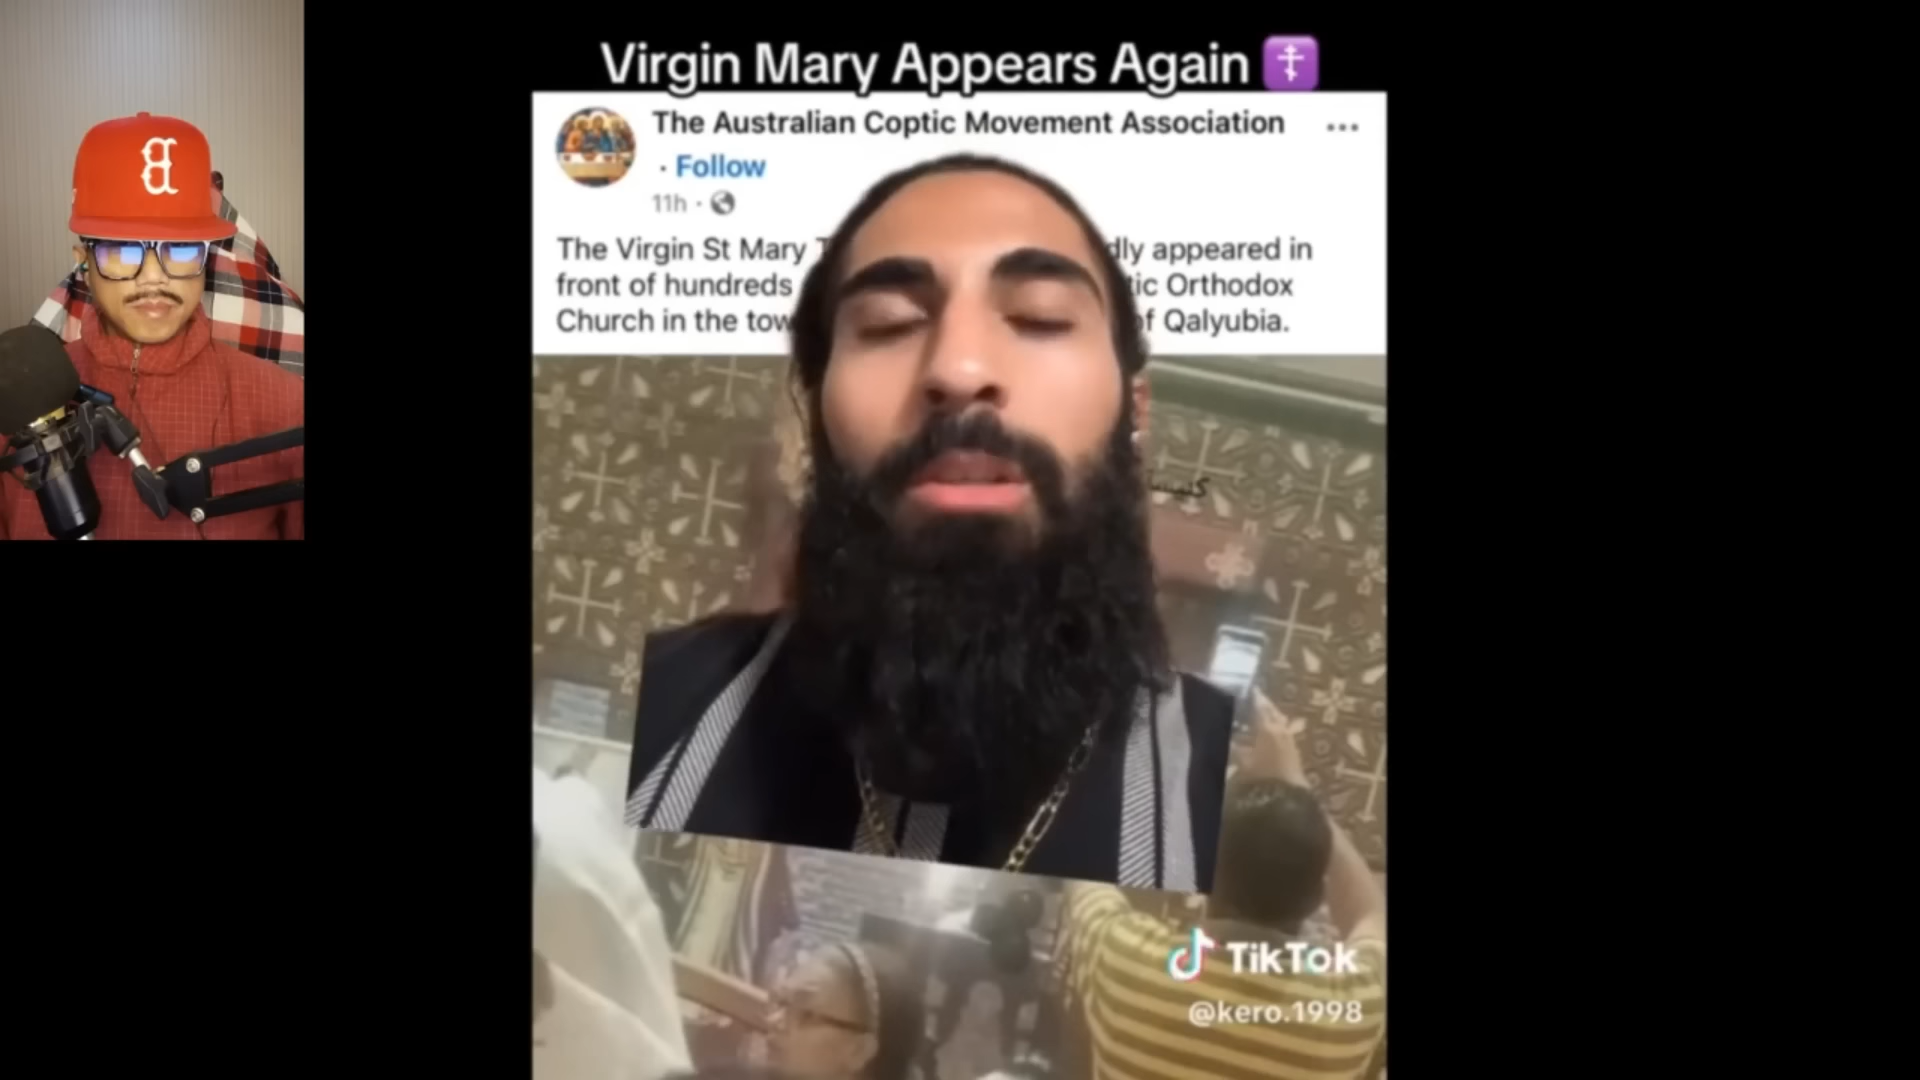 Virgin Mary Appears Again ☦
The Australian Coptic Movement Association
· Follow
11h ·
The Virgin St Mary dly appeared in
front of hundreds tic Orthodox
Church in the tow of Qalyubia.
B
TikTok
@kero.1998